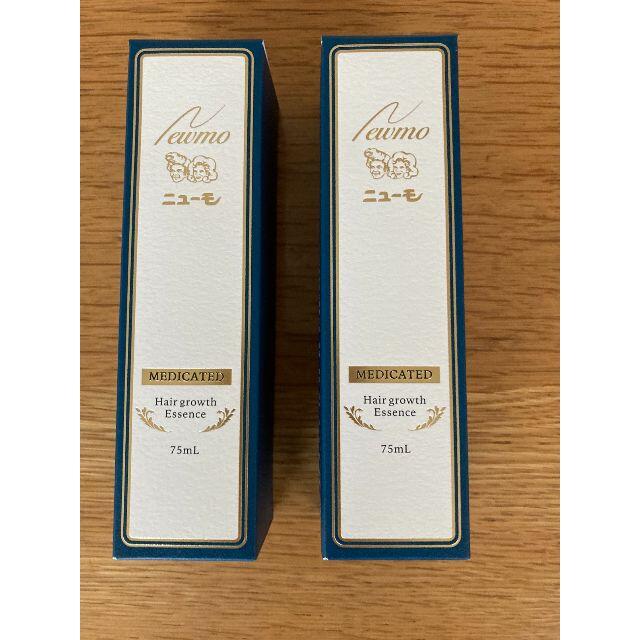 Newmo
ニューモ
MEDICATED
Hair growth
Essence
75mL
Newmo
ニューモ
MEDICATED
Hair growth
Essence
75mL